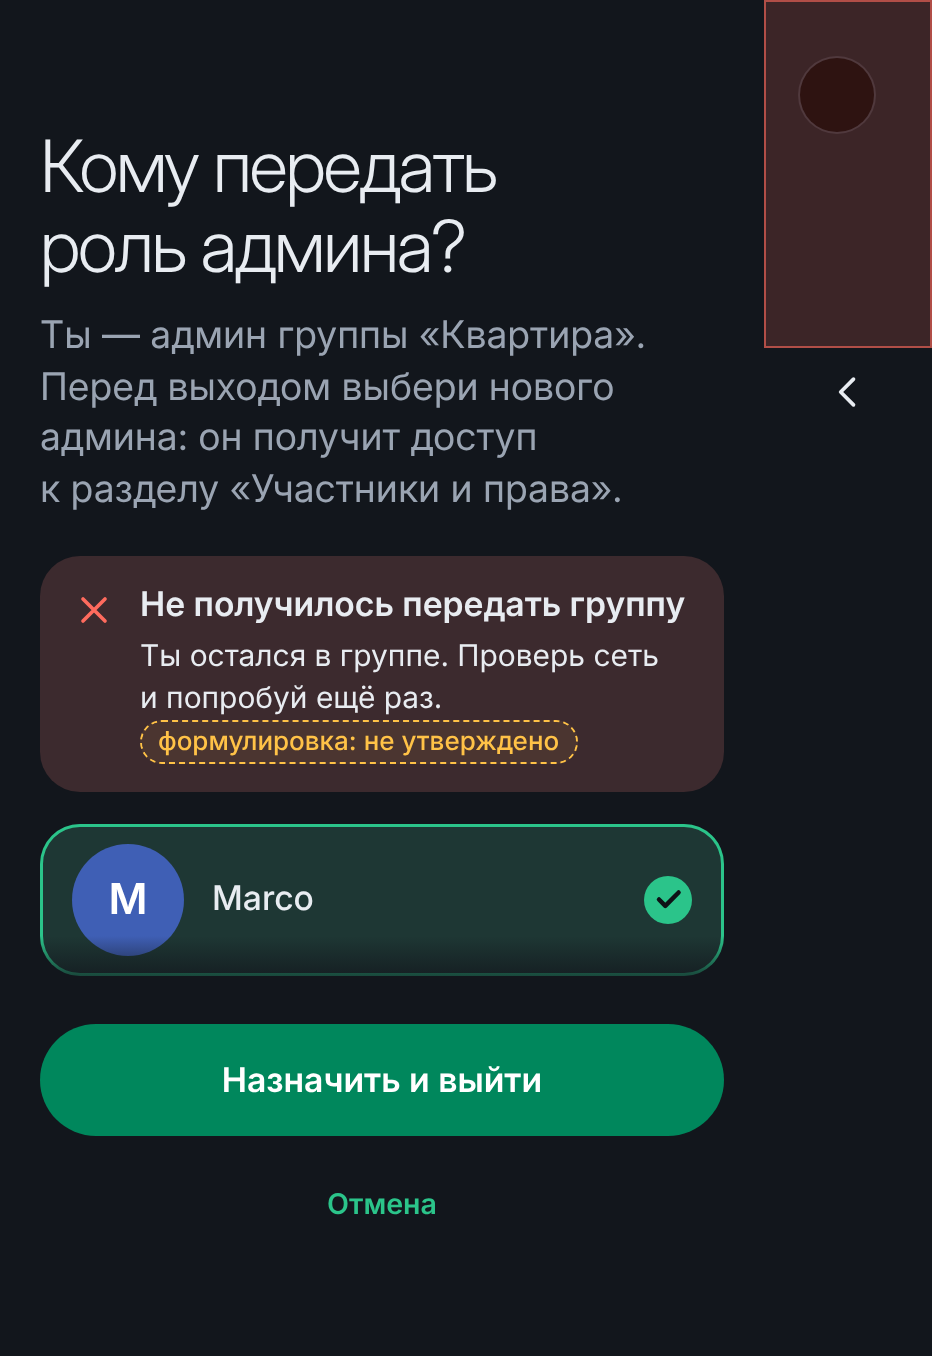 Кому передать
роль админа?
Ты — админ группы «Квартира».
Перед выходом выбери нового
админа: он получит доступ
к разделу «Участники и права».
Не получилось передать группу
Ты остался в группе. Проверь сеть
и попробуй ещё раз.
формулировка: не утверждено
M
Marco
Назначить и выйти
Отмена